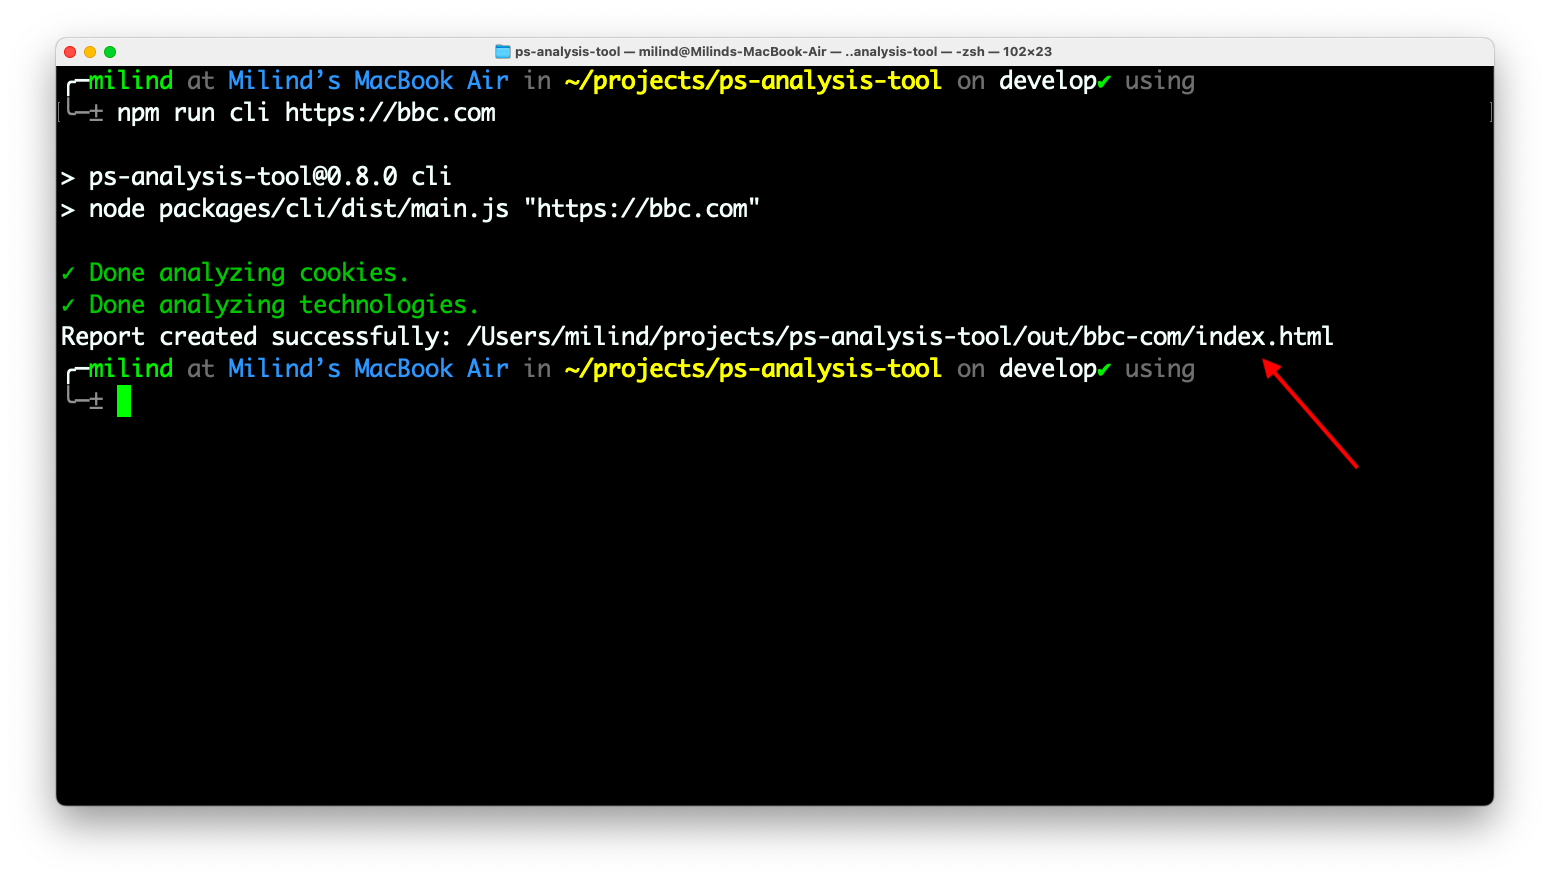 ps-analysis-tool — milind@Milinds-MacBook-Air — ..analysis-tool — -zsh — 102×23
╭─milind at Milind’s MacBook Air in ~/projects/ps-analysis-tool on develop✔ using
╰─± npm run cli https://bbc.com
> ps-analysis-tool@0.8.0 cli
> node packages/cli/dist/main.js "https://bbc.com"
✓ Done analyzing cookies.
✓ Done analyzing technologies.
Report created successfully: /Users/milind/projects/ps-analysis-tool/out/bbc-com/index.html
╭─milind at Milind’s MacBook Air in ~/projects/ps-analysis-tool on develop✔ using
╰─±